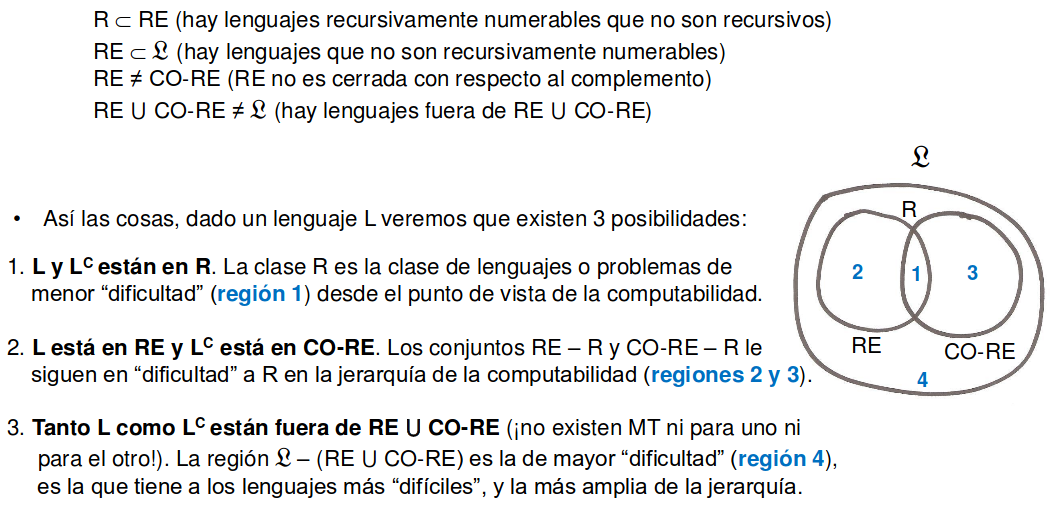 R ⊂ RE (hay lenguajes recursivamente numerables que no son recursivos)
RE ⊂ 𝕷 (hay lenguajes que no son recursivamente numerables)
RE ≠ CO-RE (RE no es cerrada con respecto al complemento)
RE U CO-RE ≠ 𝕷 (hay lenguajes fuera de RE U CO-RE)
• Así las cosas, dado un lenguaje L veremos que existen 3 posibilidades:
1. L y Lᶜ están en R. La clase R es la clase de lenguajes o problemas de
menor “dificultad” (región 1) desde el punto de vista de la computabilidad.
2. L está en RE y Lᶜ está en CO-RE. Los conjuntos RE – R y CO-RE – R le
siguen en “dificultad” a R en la jerarquía de la computabilidad (regiones 2 y 3).
3. Tanto L como Lᶜ están fuera de RE U CO-RE (¡no existen MT ni para uno ni
para el otro!). La región 𝕷 – (RE U CO-RE) es la de mayor “dificultad” (región 4),
es la que tiene a los lenguajes más “difíciles”, y la más amplia de la jerarquía.
𝕷
R
2 1 3
RE CO-RE
4